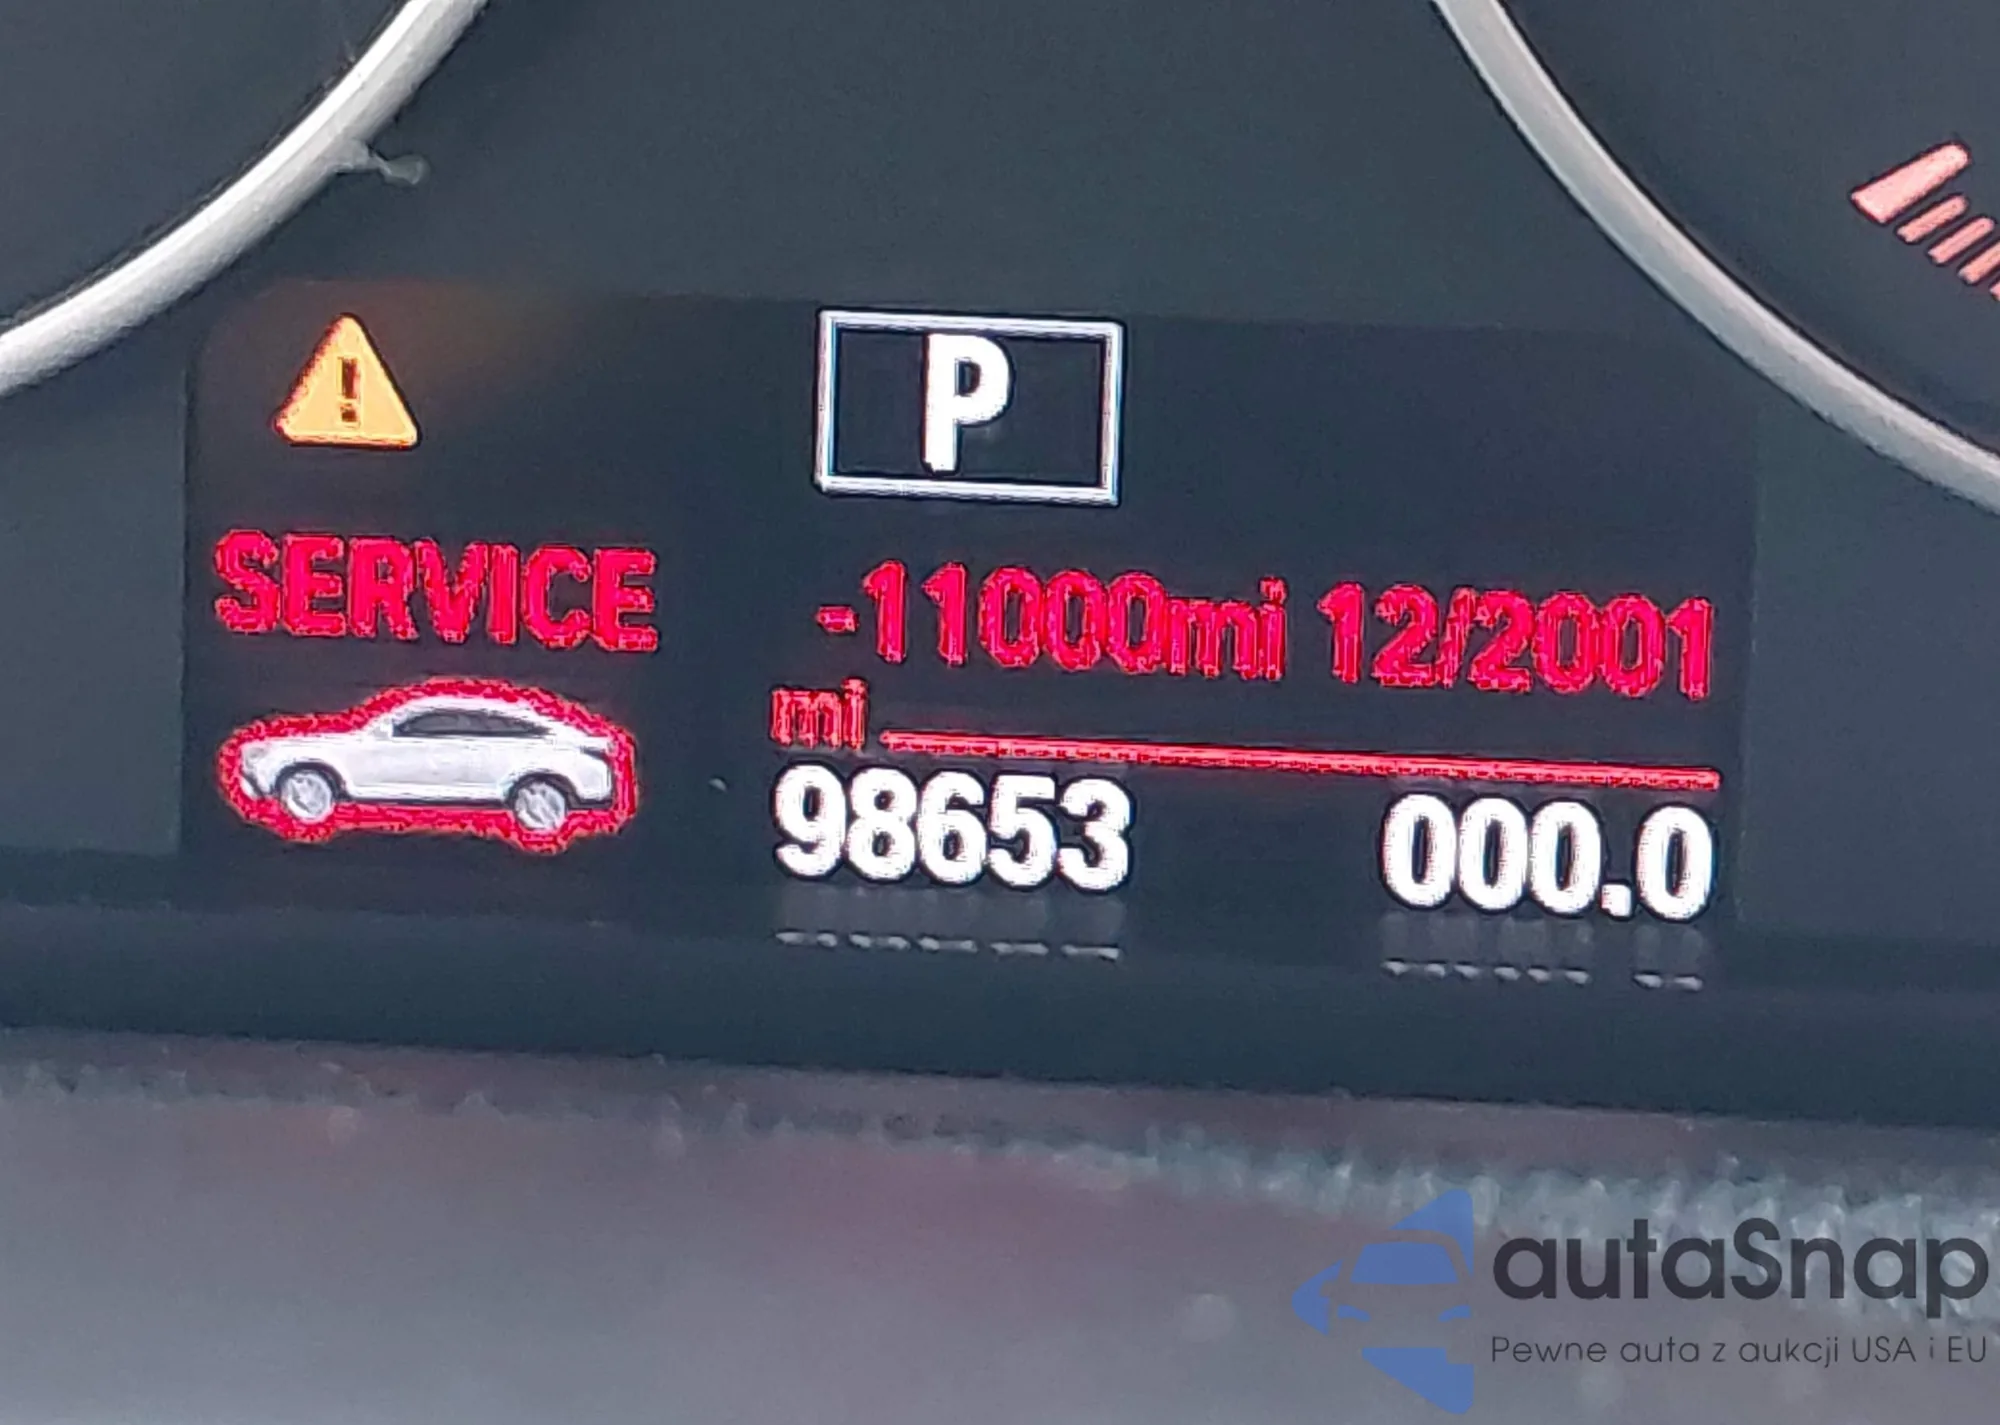 P
SERVICE
-11000mi 12/2001
mi
98653 000.0
autaSnap
Pewne auta z aukcji USA i EU